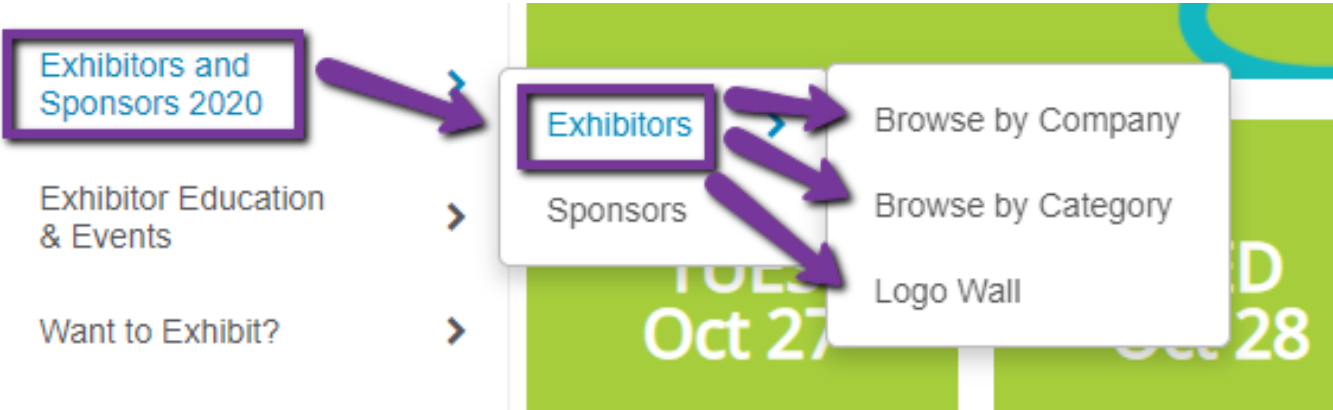 Exhibitors and
Sponsors 2020
Exhibitor Education
& Events
Want to Exhibit?
Exhibitors
Sponsors
Browse by Company
Browse by Category
Logo Wall
Oct 27
28